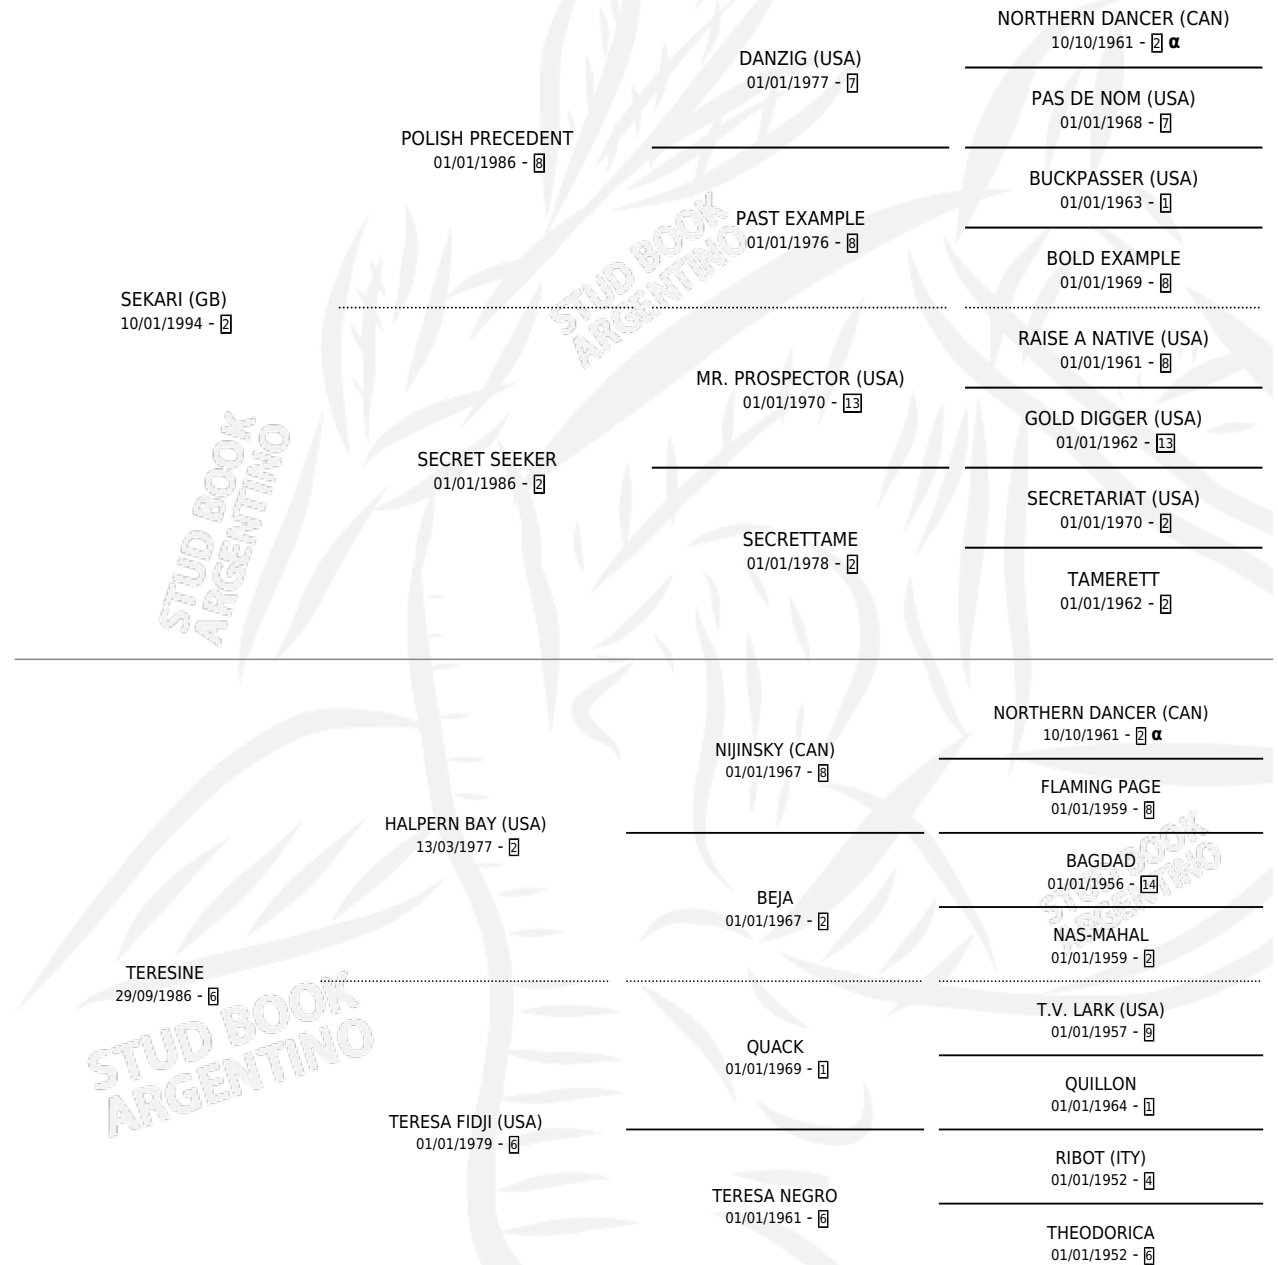 SEKARI (GB)
10/01/1994 - 2
POLISH PRECEDENT
01/01/1986 - 8
DANZIG (USA)
01/01/1977 - 7
NORTHERN DANCER (CAN)
10/10/1961 - 2 α
PAS DE NOM (USA)
01/01/1968 - 7
PAST EXAMPLE
01/01/1976 - 8
BUCKPASSER (USA)
01/01/1963 - 1
BOLD EXAMPLE
01/01/1969 - 8
SECRET SEEKER
01/01/1986 - 2
MR. PROSPECTOR (USA)
01/01/1970 - 13
RAISE A NATIVE (USA)
01/01/1961 - 8
GOLD DIGGER (USA)
01/01/1962 - 13
SECRETTAME
01/01/1978 - 2
SECRETARIAT (USA)
01/01/1970 - 2
TAMERETT
01/01/1962 - 2
TERESINE
29/09/1986 - 6
HALPERN BAY (USA)
13/03/1977 - 2
NIJINSKY (CAN)
01/01/1967 - 8
NORTHERN DANCER (CAN)
10/10/1961 - 2 α
FLAMING PAGE
01/01/1959 - 8
BEJA
01/01/1967 - 2
BAGDAD
01/01/1956 - 14
NAS-MAHAL
01/01/1959 - 2
TERESA FIDJI (USA)
01/01/1979 - 6
QUACK
01/01/1969 - 1
T.V. LARK (USA)
01/01/1957 - 9
QUILLON
01/01/1964 - 1
TERESA NEGRO
01/01/1961 - 6
RIBOT (ITY)
01/01/1952 - 4
THEODORICA
01/01/1952 - 6
STUD BOOK
ARGENTINO
STUD BOOK
ARGENTINO
STUD BOOK
ARGENTINO
STUD BOOK
ARGENTINO